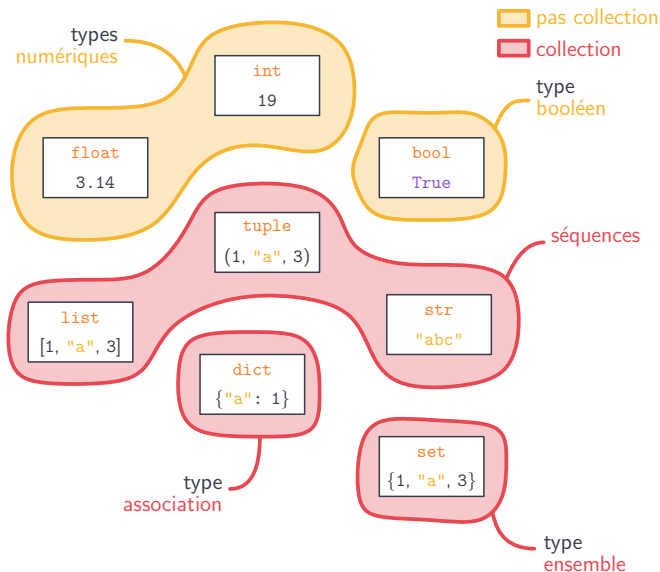 pas collection
collection
types
numériques
int
19
type
booléen
float
3.14
bool
True
séquences
tuple
(1, "a", 3)
list
[1, "a", 3]
str
"abc"
dict
{"a": 1}
type
association
set
{1, "a", 3}
type
ensemble